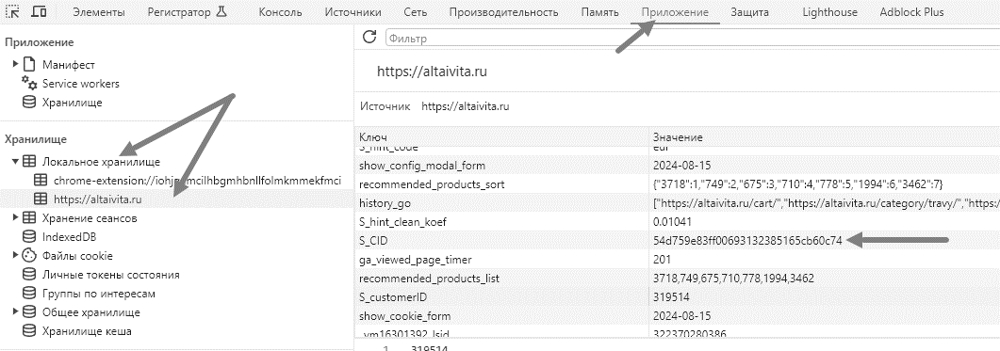 Элементы Регистратор Консоль Источники Сеть Производительность Память Приложение Защита Lighthouse Adblock Plus
Приложение
Манифест
Service workers
Хранилище
Хранилище
Локальное хранилище
https://altaivita.ru
Хранение сеансов
IndexedDB
Файлы cookie
Личные токены состояния
Группы по интересам
Общее хранилище
Хранилище кеша
Фильтр
https://altaivita.ru
Источник https://altaivita.ru
Ключ Значение
S_hint_code eur
show_config_modal_form 2024-08-15
recommended_products_sort {"3718":1,"749":2,"675":3,"710":4,"778":5,"1994":6,"3462":7}
history_go ["https://altaivita.ru/cart/","https://altaivita.ru/category/travy/","https:
S_hint_clean_koef 0.01041
S_CID 54d759e83ff00693132385165cb60c74
ga_viewed_page_timer 201
recommended_products_list 3718,749,675,710,778,1994,3462
S_customerID 319514
show_cookie_form 2024-08-15
_ym16301392_lsid 322370280386
1 319514